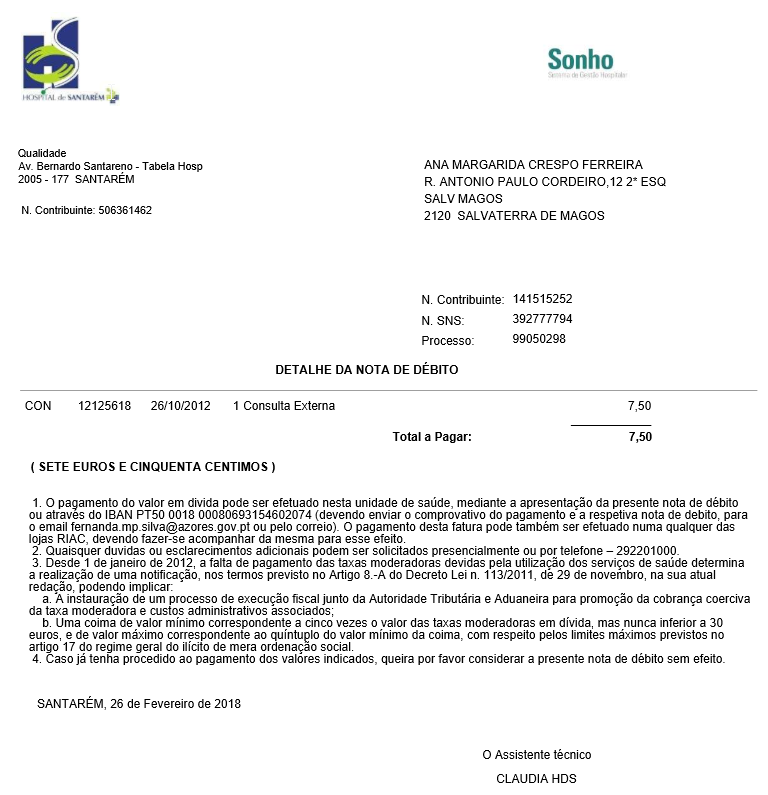 HOSPITAL de SANTARÉM
Sonho
Sistema de Gestão Hospitalar
Qualidade
Av. Bernardo Santareno - Tabela Hosp
2005 - 177 SANTARÉM
N. Contribuinte: 506361462
ANA MARGARIDA CRESPO FERREIRA
R. ANTONIO PAULO CORDEIRO,12 2* ESQ
SALV MAGOS
2120 SALVATERRA DE MAGOS
N. Contribuinte: 141515252
N. SNS: 392777794
Processo: 99050298
DETALHE DA NOTA DE DÉBITO
CON 12125618 26/10/2012 1 Consulta Externa 7,50
Total a Pagar: 7,50
( SETE EUROS E CINQUENTA CENTIMOS )
1. O pagamento do valor em divida pode ser efetuado nesta unidade de saúde, mediante a apresentação da presente nota de débito
ou através do IBAN PT50 0018 00080693154602074 (devendo enviar o comprovativo do pagamento e a respetiva nota de debito, para
o email fernanda.mp.silva@azores.gov.pt ou pelo correio). O pagamento desta fatura pode também ser efetuado numa qualquer das
lojas RIAC, devendo fazer-se acompanhar da mesma para esse efeito.
2. Quaisquer duvidas ou esclarecimentos adicionais podem ser solicitados presencialmente ou por telefone – 292201000.
3. Desde 1 de janeiro de 2012, a falta de pagamento das taxas moderadoras devidas pela utilização dos serviços de saúde determina
a realização de uma notificação, nos termos previsto no Artigo 8.-A do Decreto Lei n. 113/2011, de 29 de novembro, na sua atual
redação, podendo implicar:
a. A instauração de um processo de execução fiscal junto da Autoridade Tributária e Aduaneira para promoção da cobrança coerciva
da taxa moderadora e custos administrativos associados;
b. Uma coima de valor mínimo correspondente a cinco vezes o valor das taxas moderadoras em dívida, mas nunca inferior a 30
euros, e de valor máximo correspondente ao quíntuplo do valor mínimo da coima, com respeito pelos limites máximos previstos no
artigo 17 do regime geral do ilícito de mera ordenação social.
4. Caso já tenha procedido ao pagamento dos valores indicados, queira por favor considerar a presente nota de débito sem efeito.
SANTARÉM, 26 de Fevereiro de 2018
O Assistente técnico
CLAUDIA HDS